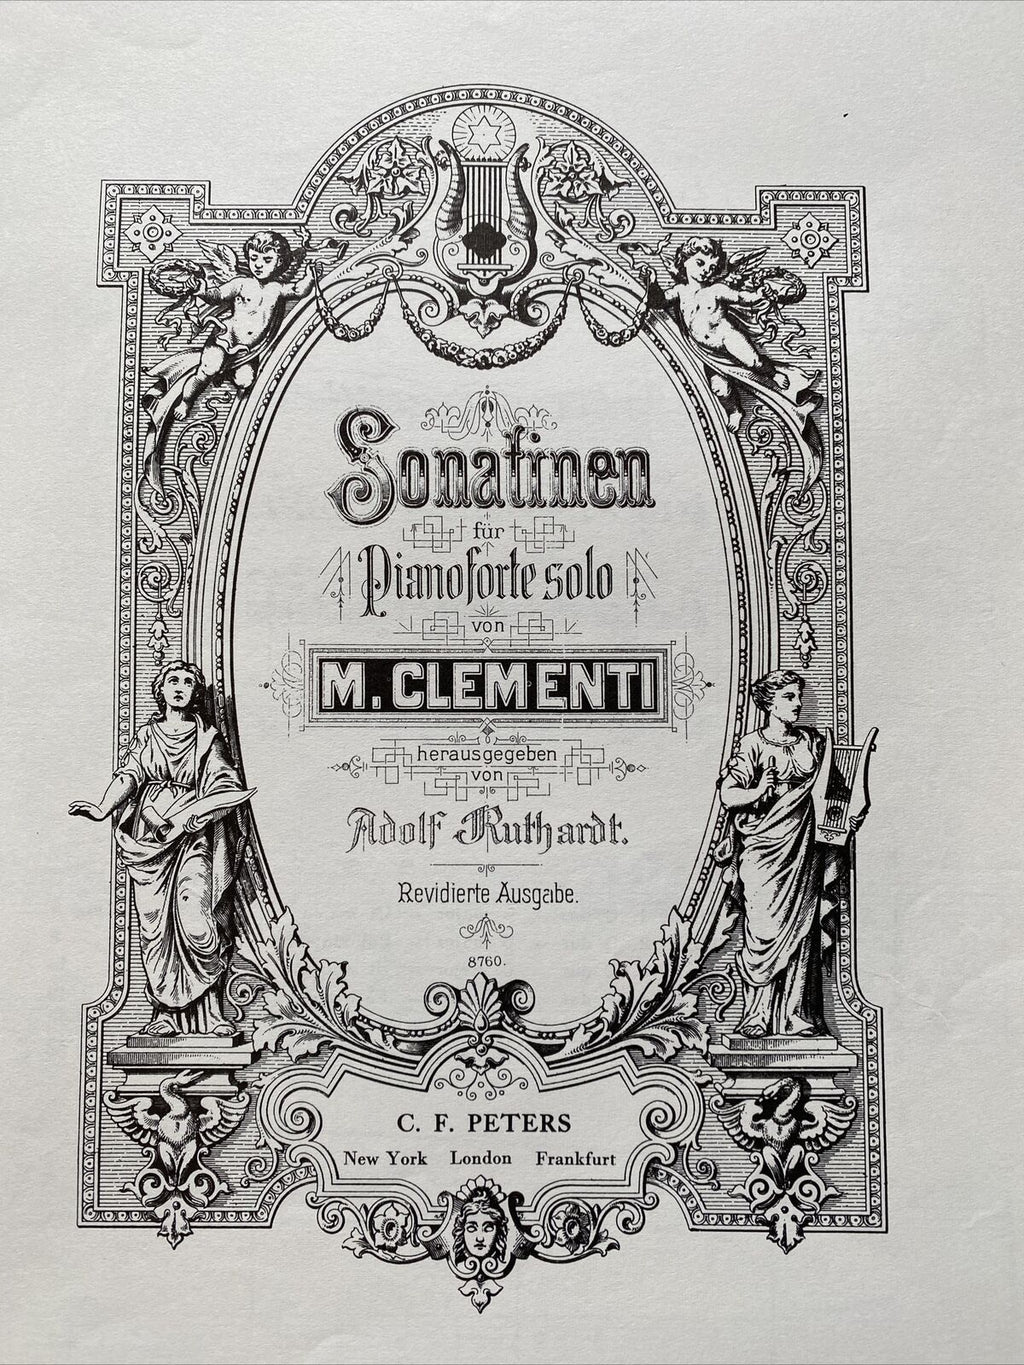 Sonatinen
für
Pianoforte solo
von
M. CLEMENTI
herausgegeben
von
Adolf Ruthardt.
Revidierte Ausgabe.
8760.
C. F. PETERS
New York London Frankfurt